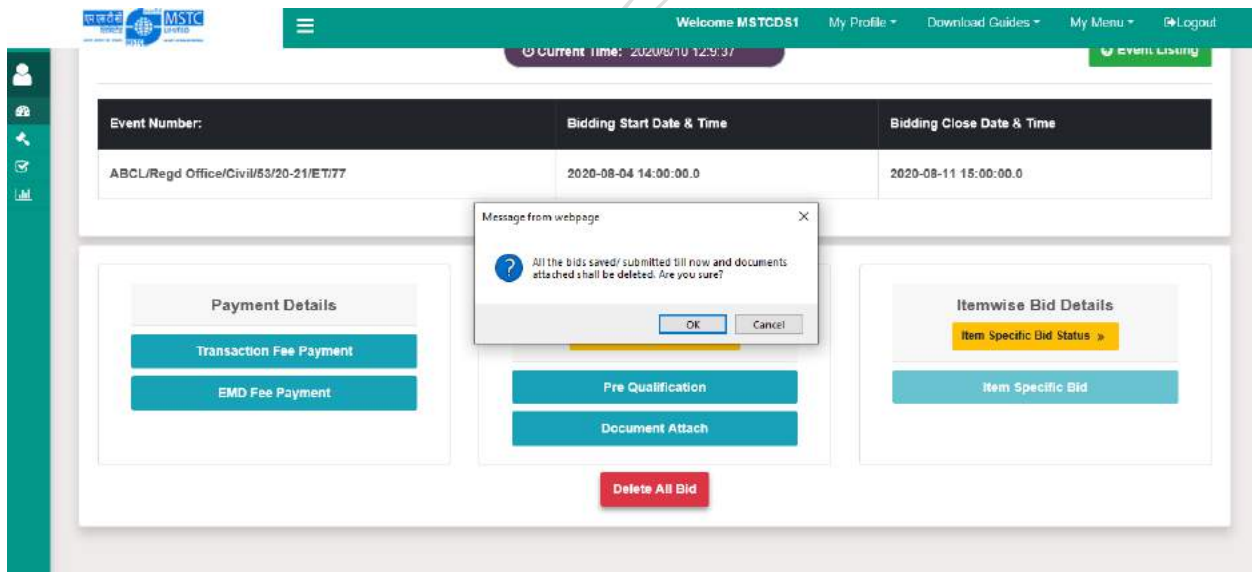 एम एस टी सी
MSTC
LIMITED
MSTC
Welcome MSTCDS1
My Profile
Download Guides
My Menu
Logout
Current Time: 2020/8/10 12:9:37
Event Listing
Event Number:
Bidding Start Date & Time
Bidding Close Date & Time
ABCL/Regd Office/Civil/53/20-21/ET/77
2020-08-04 14:00:00.0
2020-08-11 15:00:00.0
Message from webpage
All the bids saved/ submitted till now and documents
attached shall be deleted. Are you sure?
OK
Cancel
Payment Details
Transaction Fee Payment
EMD Fee Payment
Pre Qualification
Document Attach
Itemwise Bid Details
Item Specific Bid Status »
Item Specific Bid
Delete All Bid